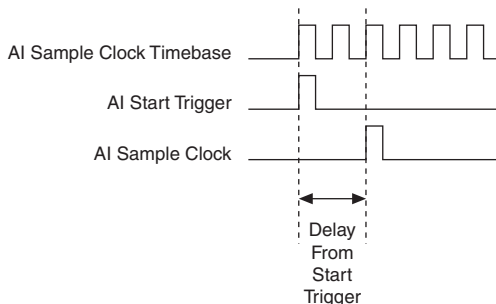 AI Sample Clock Timebase
AI Start Trigger
AI Sample Clock
Delay
From
Start
Trigger